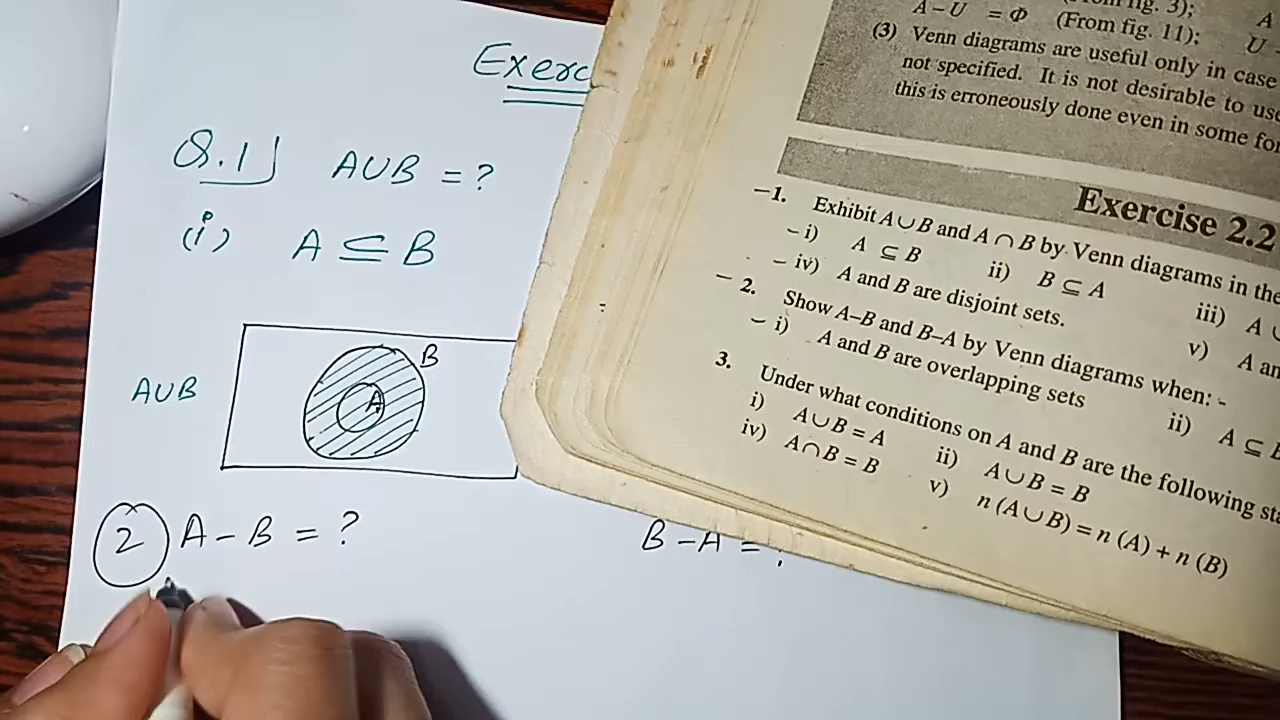 Exerc
Q.1] A∪B = ?
(i) A ⊆ B
A∪B
B
A
2 A – B = ?
B – A = ?
fig. 3);
A
A – U = Φ (From fig. 11);
U
(3) Venn diagrams are useful only in case
not specified. It is not desirable to use
this is erroneously done even in some for
Exercise 2.2
1. Exhibit A∪B and A∩B by Venn diagrams in the
i) A ⊆ B ii) B ⊆ A iii) A ∪
iv) A and B are disjoint sets. v) A an
2. Show A–B and B–A by Venn diagrams when: -
i) A and B are overlapping sets ii) A ⊆ B
3. Under what conditions on A and B are the following sta
i) A∪B = A ii) A∪B = B
iv) A∩B = B v) n (A∪B) = n (A) + n (B)